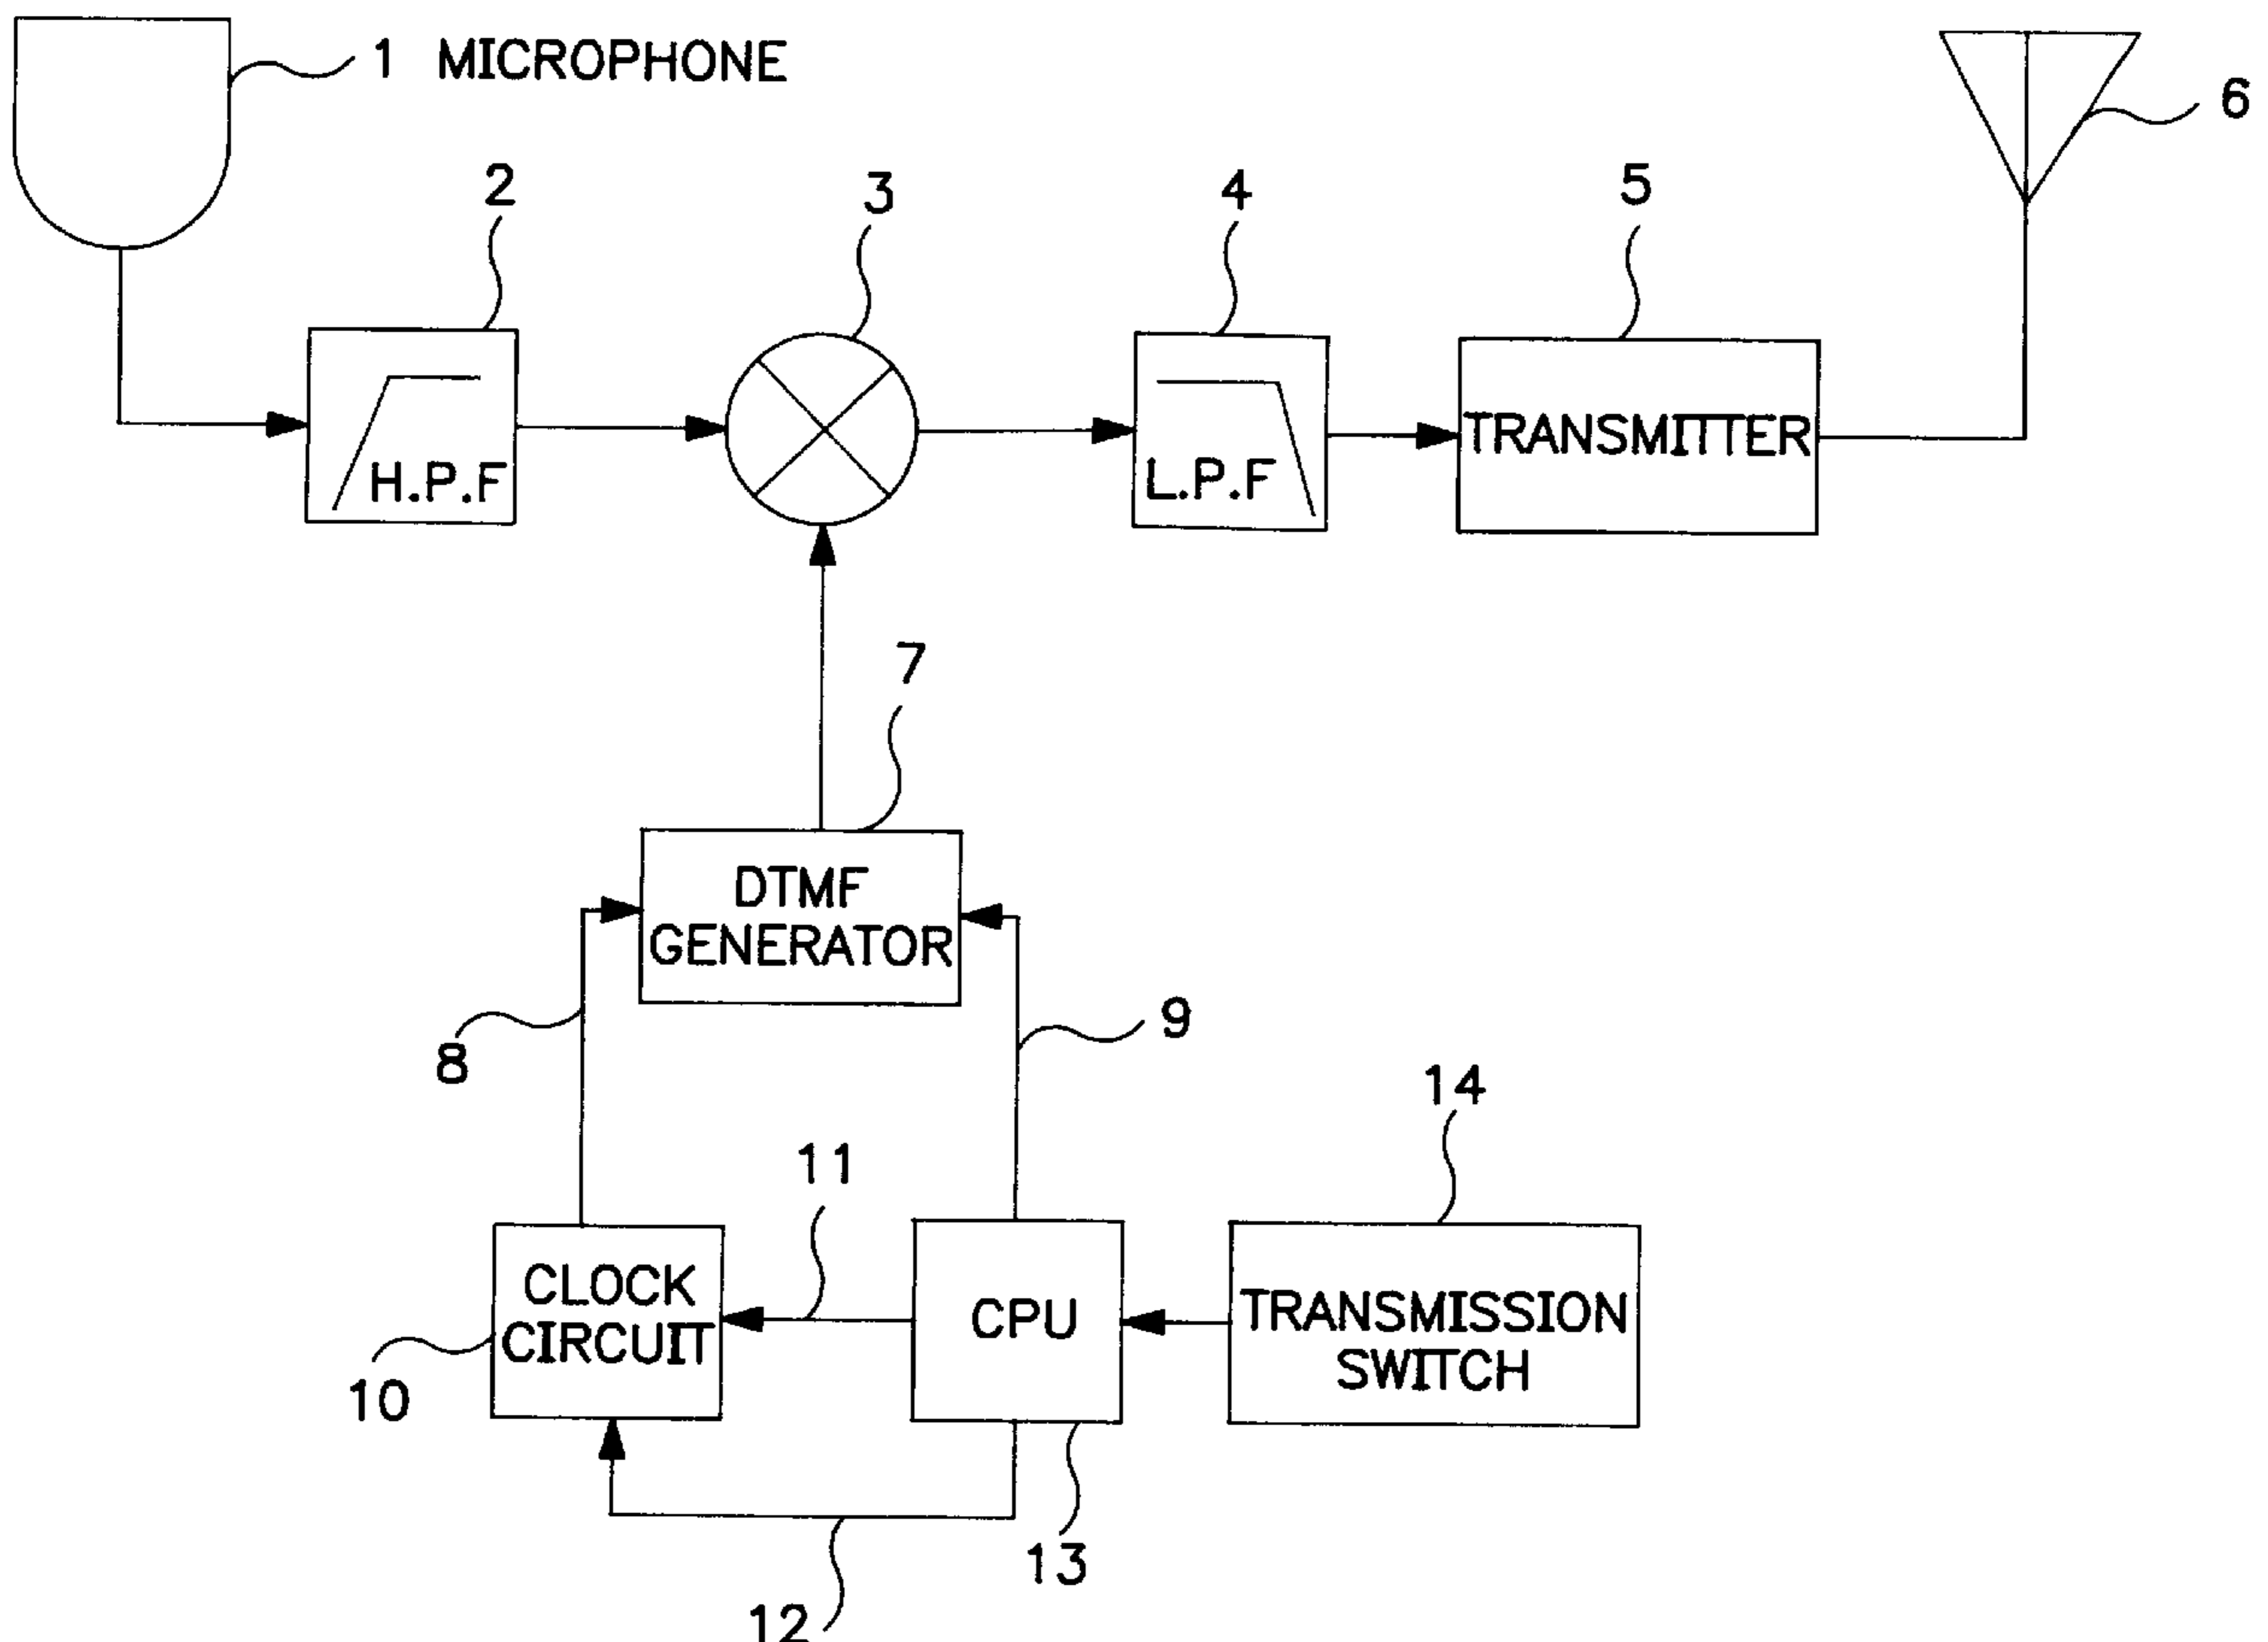 1 MICROPHONE
6
2
3
4
5
H.P.F
L.P.F
TRANSMITTER
7
DTMF
GENERATOR
8
9
14
11
CLOCK
CIRCUIT
CPU
TRANSMISSION
SWITCH
10
13
12